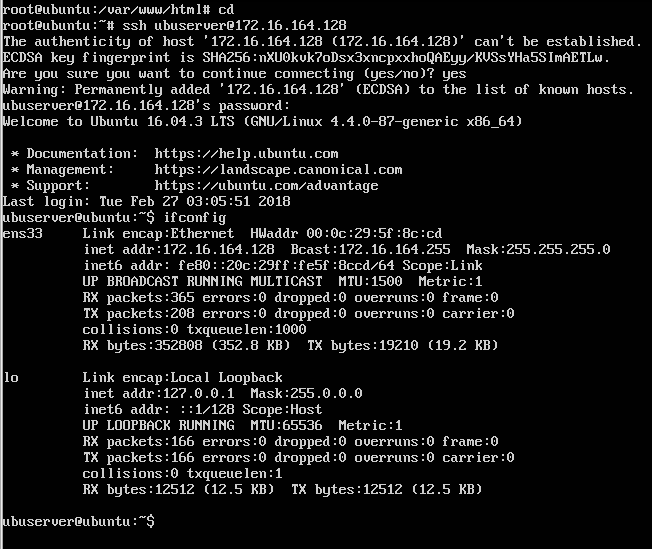 root@ubuntu:/var/www/html# cd
root@ubuntu:~# ssh ubuserver@172.16.164.128
The authenticity of host '172.16.164.128 (172.16.164.128)' can't be established.
ECDSA key fingerprint is SHA256:nXU0kvk7oDsx3xncpxxhoQAEyy/KVSsYHa5SImAETLw.
Are you sure you want to continue connecting (yes/no)? yes
Warning: Permanently added '172.16.164.128' (ECDSA) to the list of known hosts.
ubuserver@172.16.164.128's password:
Welcome to Ubuntu 16.04.3 LTS (GNU/Linux 4.4.0-87-generic x86_64)
* Documentation:  https://help.ubuntu.com
* Management:     https://landscape.canonical.com
* Support:        https://ubuntu.com/advantage
Last login: Tue Feb 27 03:05:51 2018
ubuserver@ubuntu:~$ ifconfig
ens33     Link encap:Ethernet  HWaddr 00:0c:29:5f:8c:cd
inet addr:172.16.164.128  Bcast:172.16.164.255  Mask:255.255.255.0
inet6 addr: fe80::20c:29ff:fe5f:8ccd/64 Scope:Link
UP BROADCAST RUNNING MULTICAST  MTU:1500  Metric:1
RX packets:365 errors:0 dropped:0 overruns:0 frame:0
TX packets:208 errors:0 dropped:0 overruns:0 carrier:0
collisions:0 txqueuelen:1000
RX bytes:352808 (352.8 KB)  TX bytes:19210 (19.2 KB)
lo        Link encap:Local Loopback
inet addr:127.0.0.1  Mask:255.0.0.0
inet6 addr: ::1/128 Scope:Host
UP LOOPBACK RUNNING  MTU:65536  Metric:1
RX packets:166 errors:0 dropped:0 overruns:0 frame:0
TX packets:166 errors:0 dropped:0 overruns:0 carrier:0
collisions:0 txqueuelen:1
RX bytes:12512 (12.5 KB)  TX bytes:12512 (12.5 KB)
ubuserver@ubuntu:~$